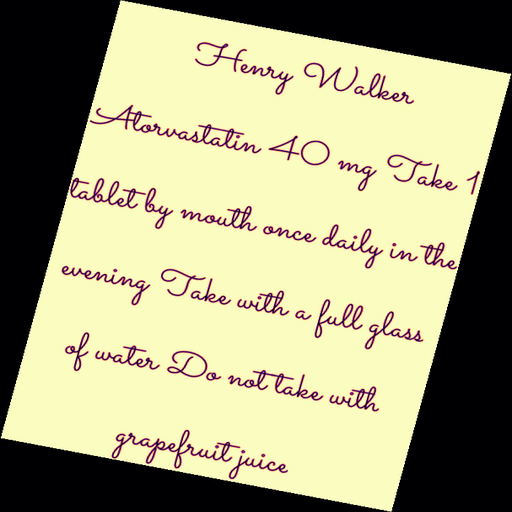 Henry Walker
Atorvastatin 40 mg Take 1
tablet by mouth once daily in the
evening Take with a full glass
of water Do not take with
grapefruit juice